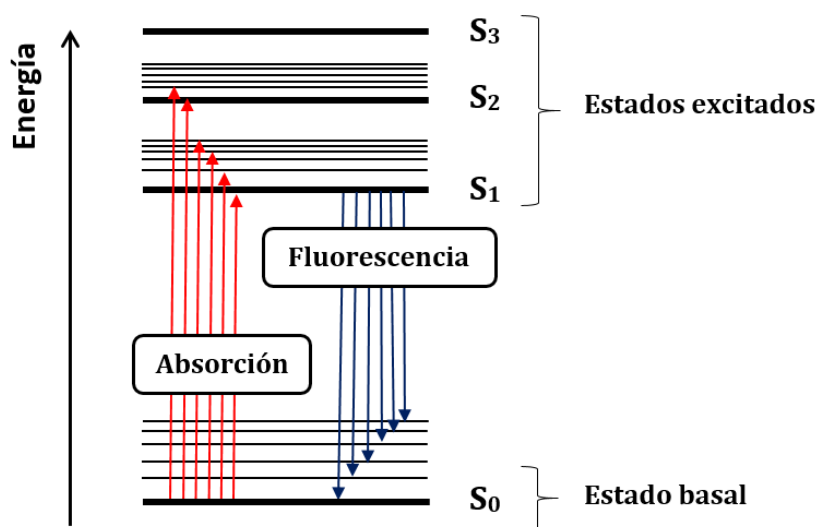 Energía
S3
S2
Estados excitados
S1
Fluorescencia
Absorción
S0
Estado basal